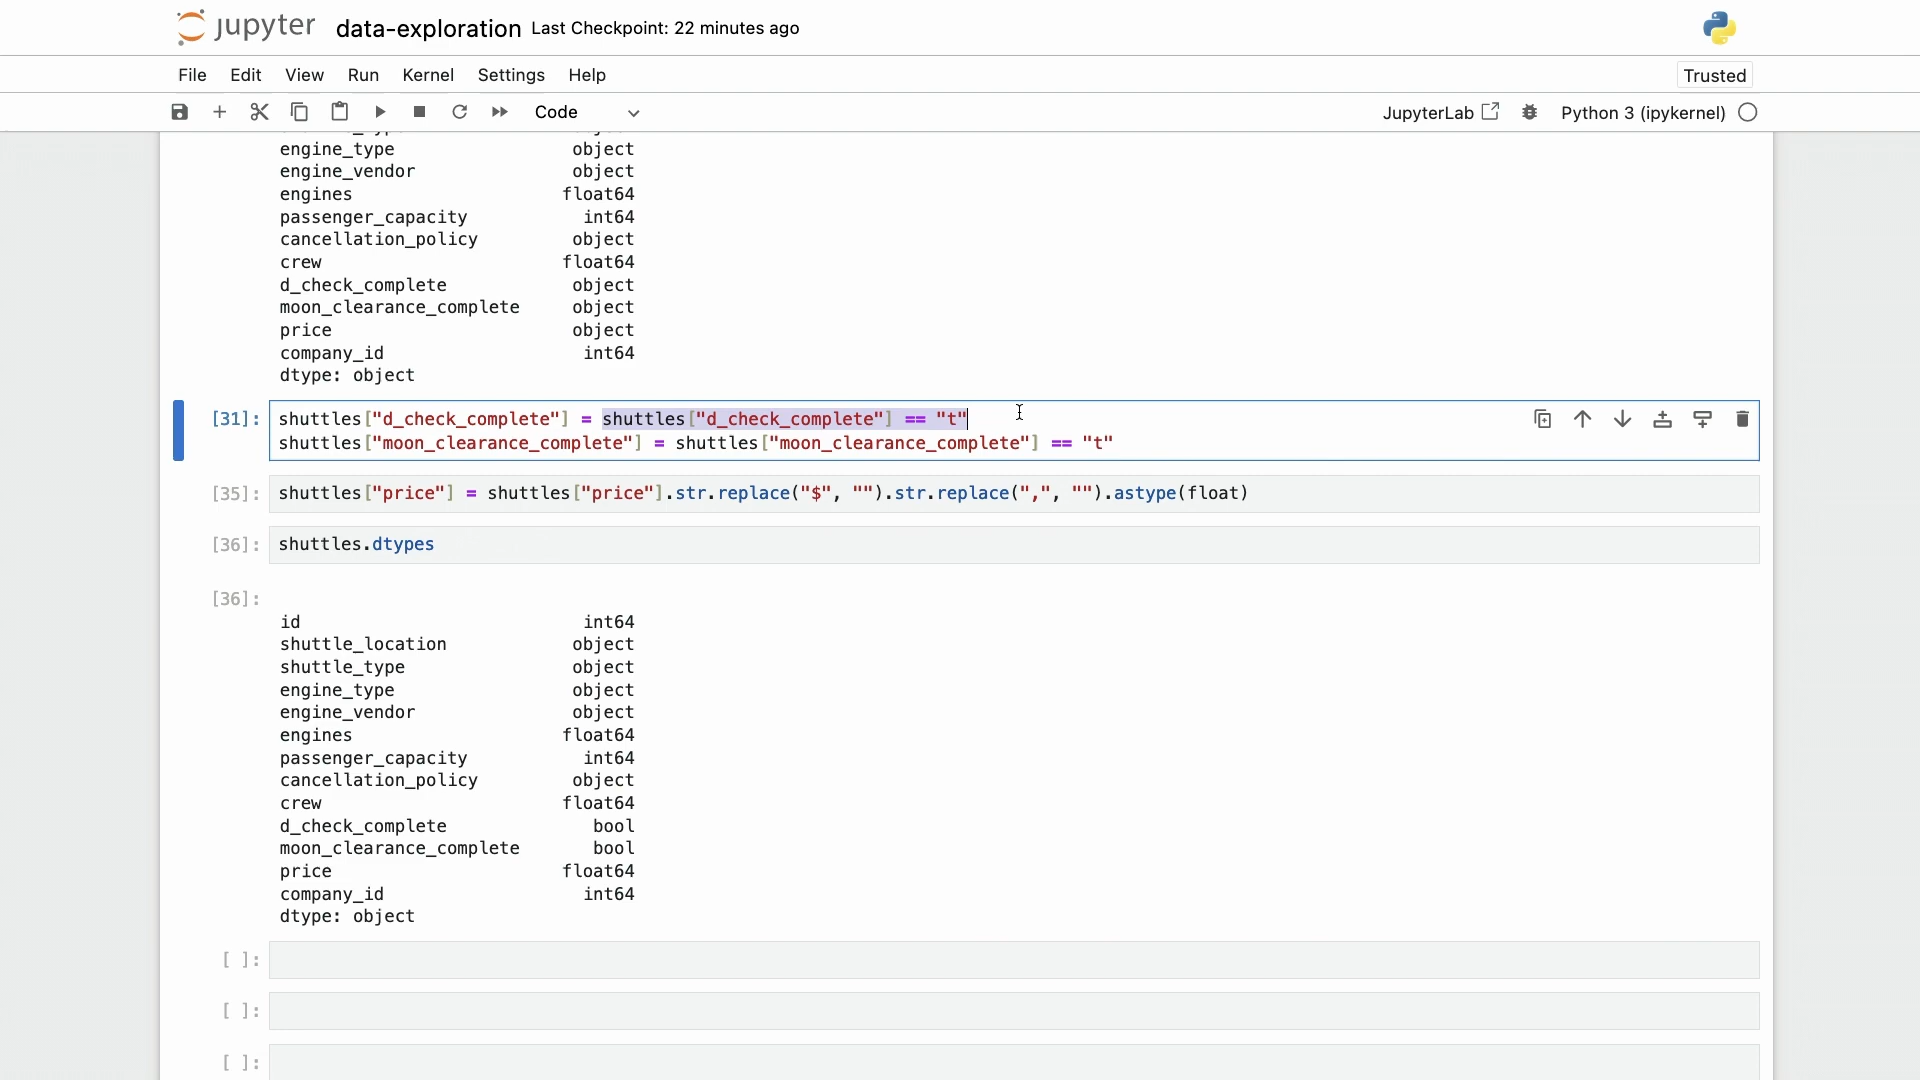 jupyter data-exploration Last Checkpoint: 22 minutes ago
File Edit View Run Kernel Settings Help Trusted
Code JupyterLab Python 3 (ipykernel)
engine_type object
engine_vendor object
engines float64
passenger_capacity int64
cancellation_policy object
crew float64
d_check_complete object
moon_clearance_complete object
price object
company_id int64
dtype: object
[31]: shuttles["d_check_complete"] = shuttles["d_check_complete"] == "t"
shuttles["moon_clearance_complete"] = shuttles["moon_clearance_complete"] == "t"
[35]: shuttles["price"] = shuttles["price"].str.replace("$", "").str.replace(",", "").astype(float)
[36]: shuttles.dtypes
[36]:
id int64
shuttle_location object
shuttle_type object
engine_type object
engine_vendor object
engines float64
passenger_capacity int64
cancellation_policy object
crew float64
d_check_complete bool
moon_clearance_complete bool
price float64
company_id int64
dtype: object
[ ]:
[ ]:
[ ]: